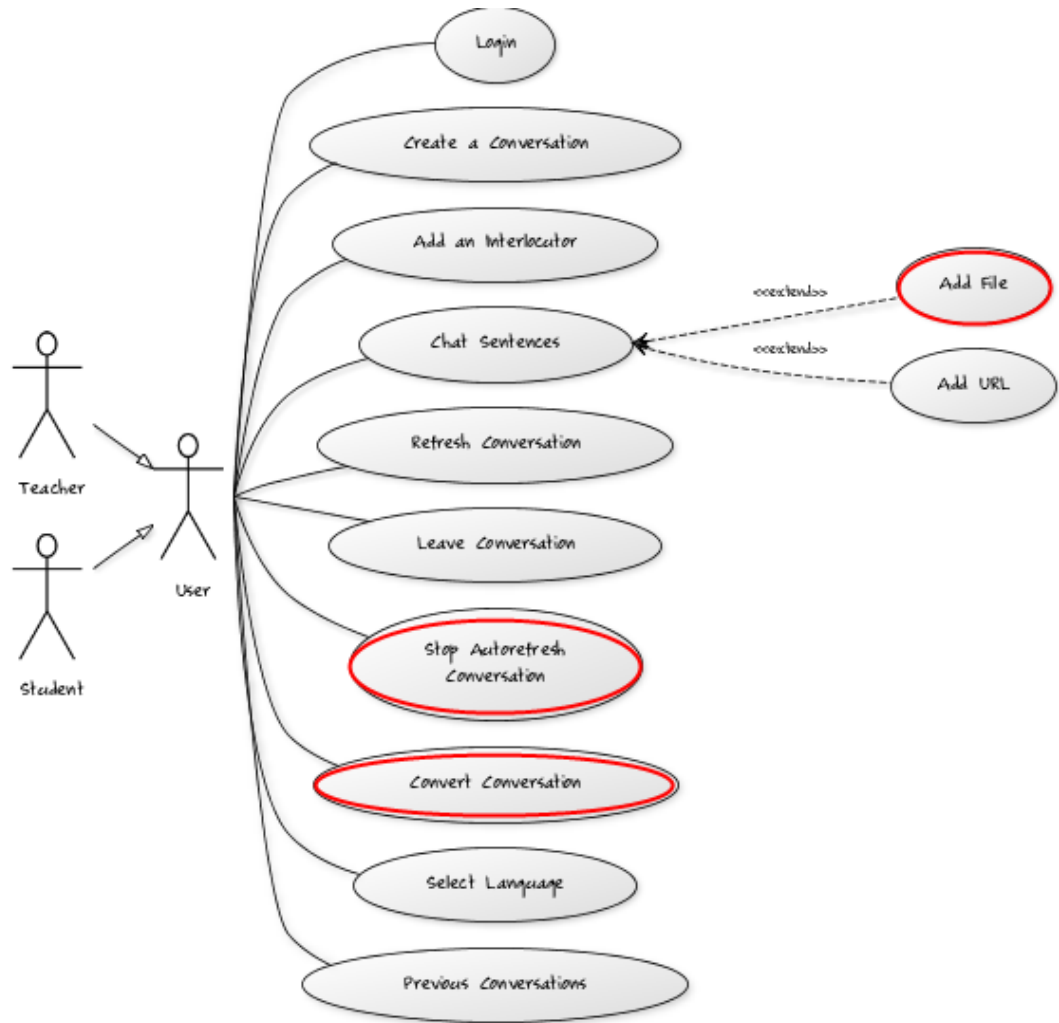 Login
Create a Conversation
Add an Interlocutor
Add File
<<extend>>
Chat Sentences
<<extend>>
Add URL
Refresh Conversation
Teacher
Leave Conversation
User
Stop Autorefresh
Conversation
Student
Convert Conversation
Select Language
Previous Conversations